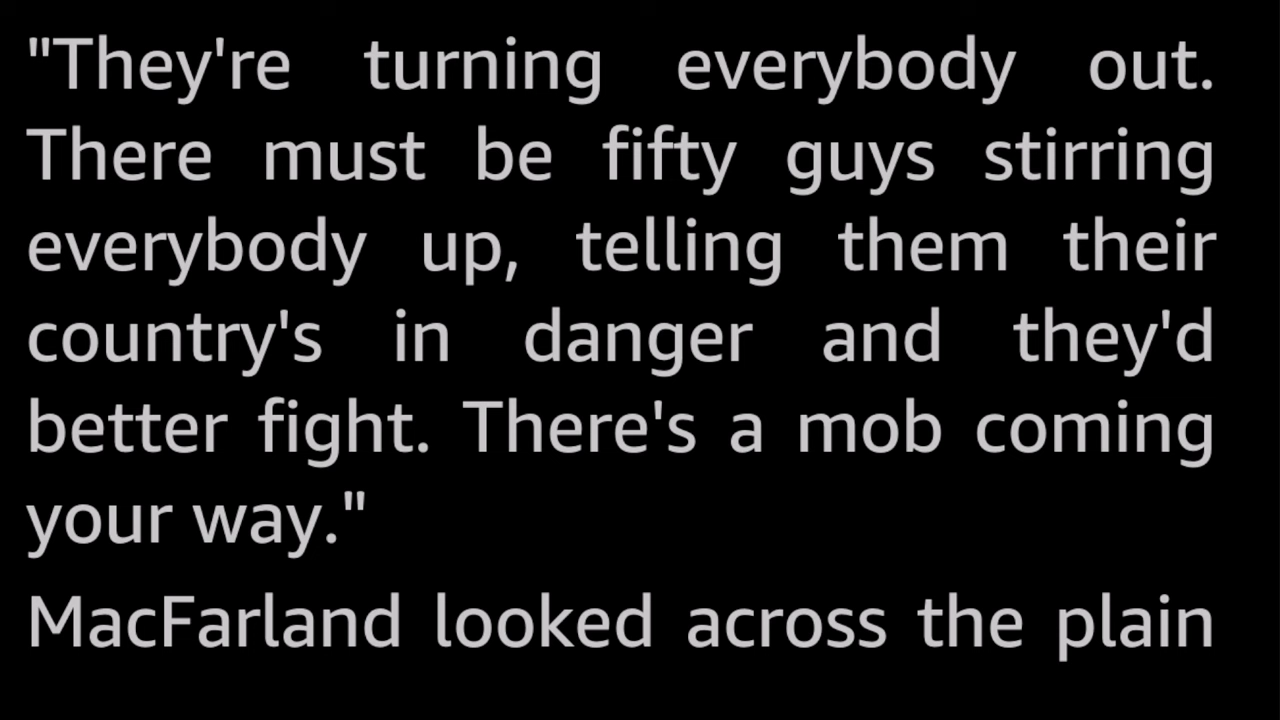 "They're turning everybody out.
There must be fifty guys stirring
everybody up, telling them their
country's in danger and they'd
better fight. There's a mob coming
your way."
MacFarland looked across the plain